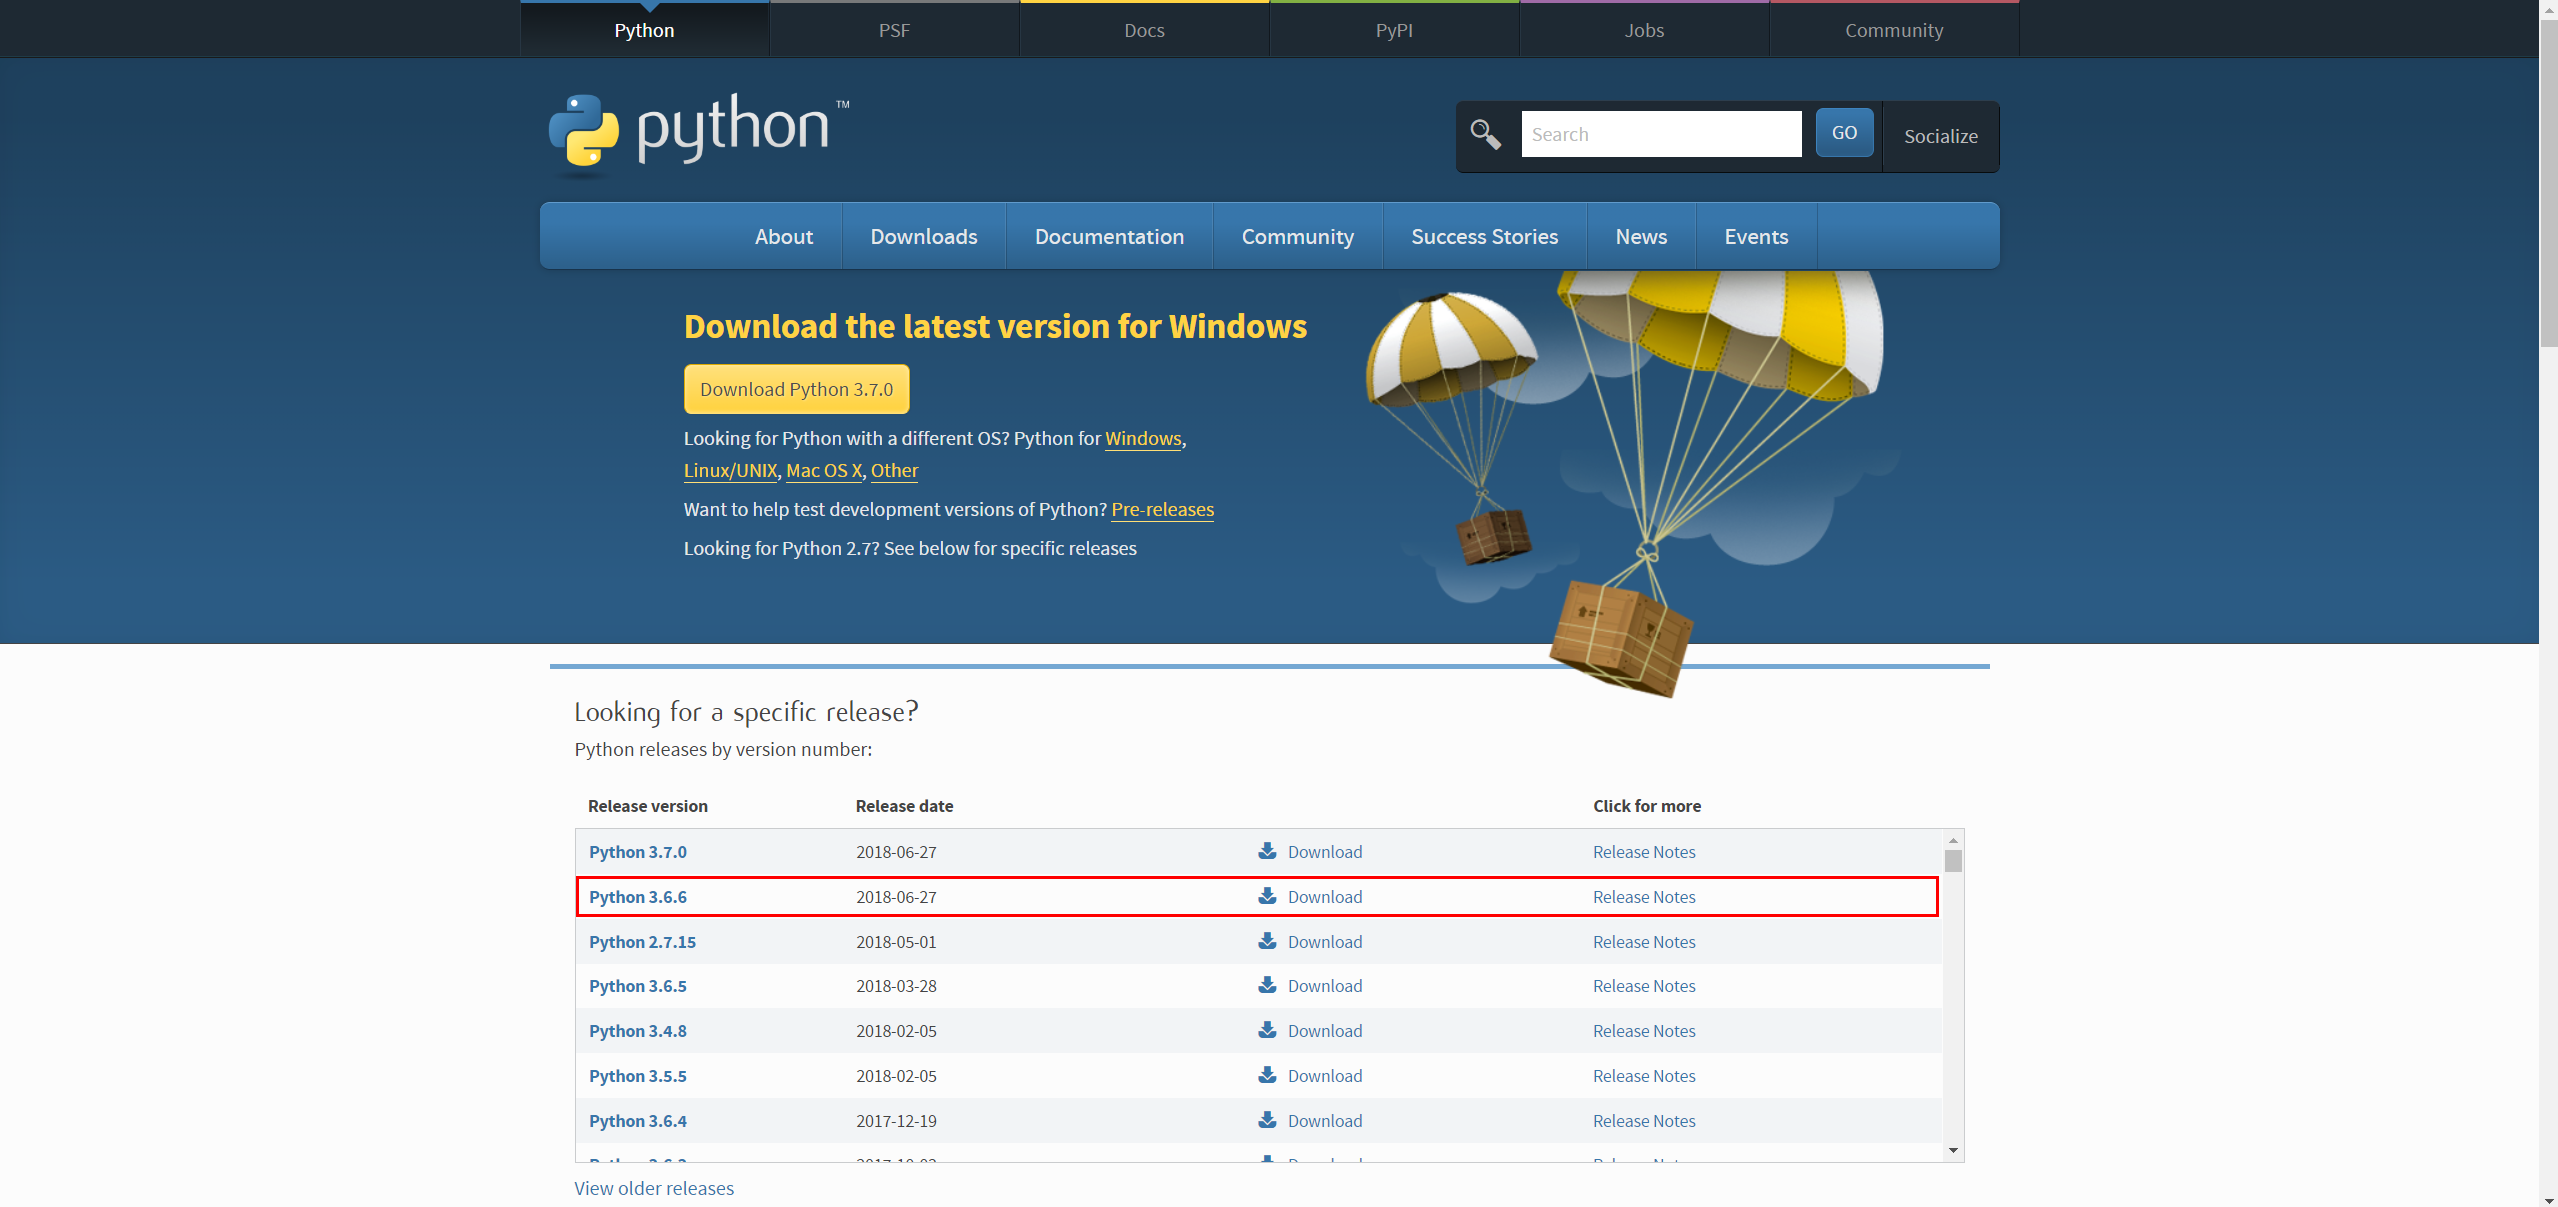 Python
PSF
Docs
PyPI
Jobs
Community
python™
Search
GO
Socialize
About
Downloads
Documentation
Community
Success Stories
News
Events
Download the latest version for Windows
Download Python 3.7.0
Looking for Python with a different OS? Python for Windows,
Linux/UNIX, Mac OS X, Other
Want to help test development versions of Python? Pre-releases
Looking for Python 2.7? See below for specific releases
Looking for a specific release?
Python releases by version number:
Release version Release date Click for more
Python 3.7.0 2018-06-27 Download Release Notes
Python 3.6.6 2018-06-27 Download Release Notes
Python 2.7.15 2018-05-01 Download Release Notes
Python 3.6.5 2018-03-28 Download Release Notes
Python 3.4.8 2018-02-05 Download Release Notes
Python 3.5.5 2018-02-05 Download Release Notes
Python 3.6.4 2017-12-19 Download Release Notes
View older releases